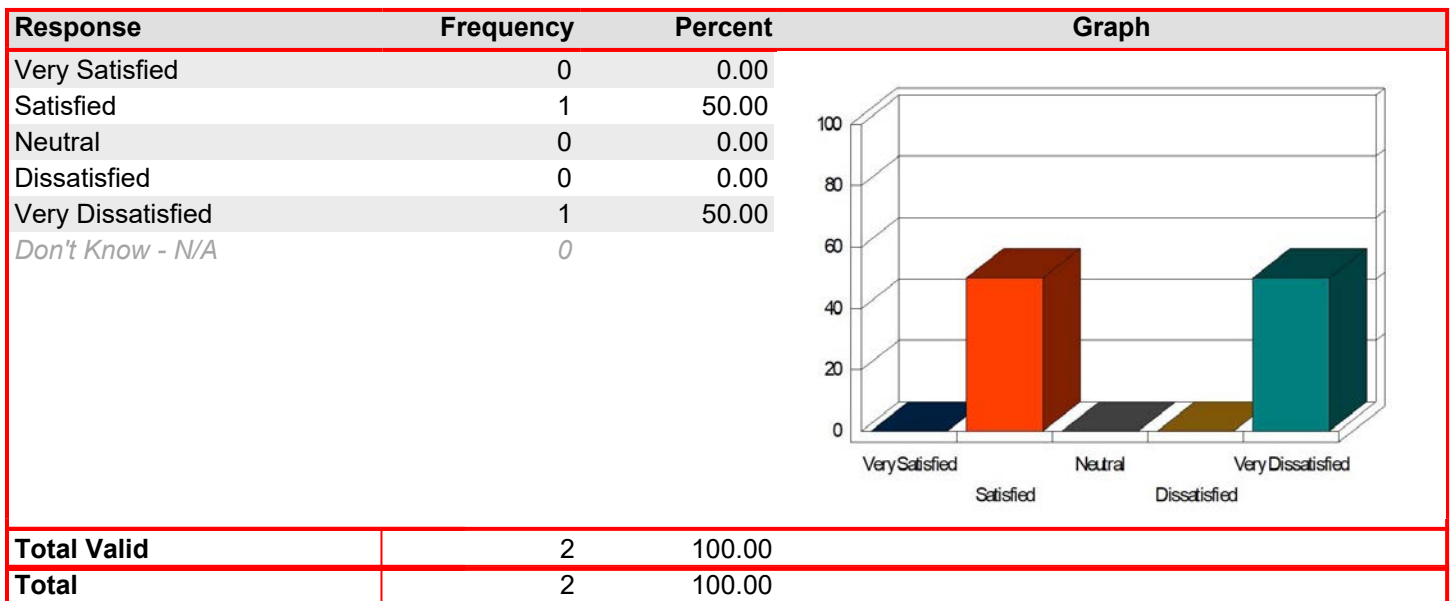 Response Frequency Percent Graph
Very Satisfied 0 0.00
Satisfied 1 50.00
Neutral 0 0.00
Dissatisfied 0 0.00
Very Dissatisfied 1 50.00
Don't Know - N/A 0
100
80
60
40
20
0
Very Satisfied Neutral Very Dissatisfied
Satisfied Dissatisfied
Total Valid 2 100.00
Total 2 100.00